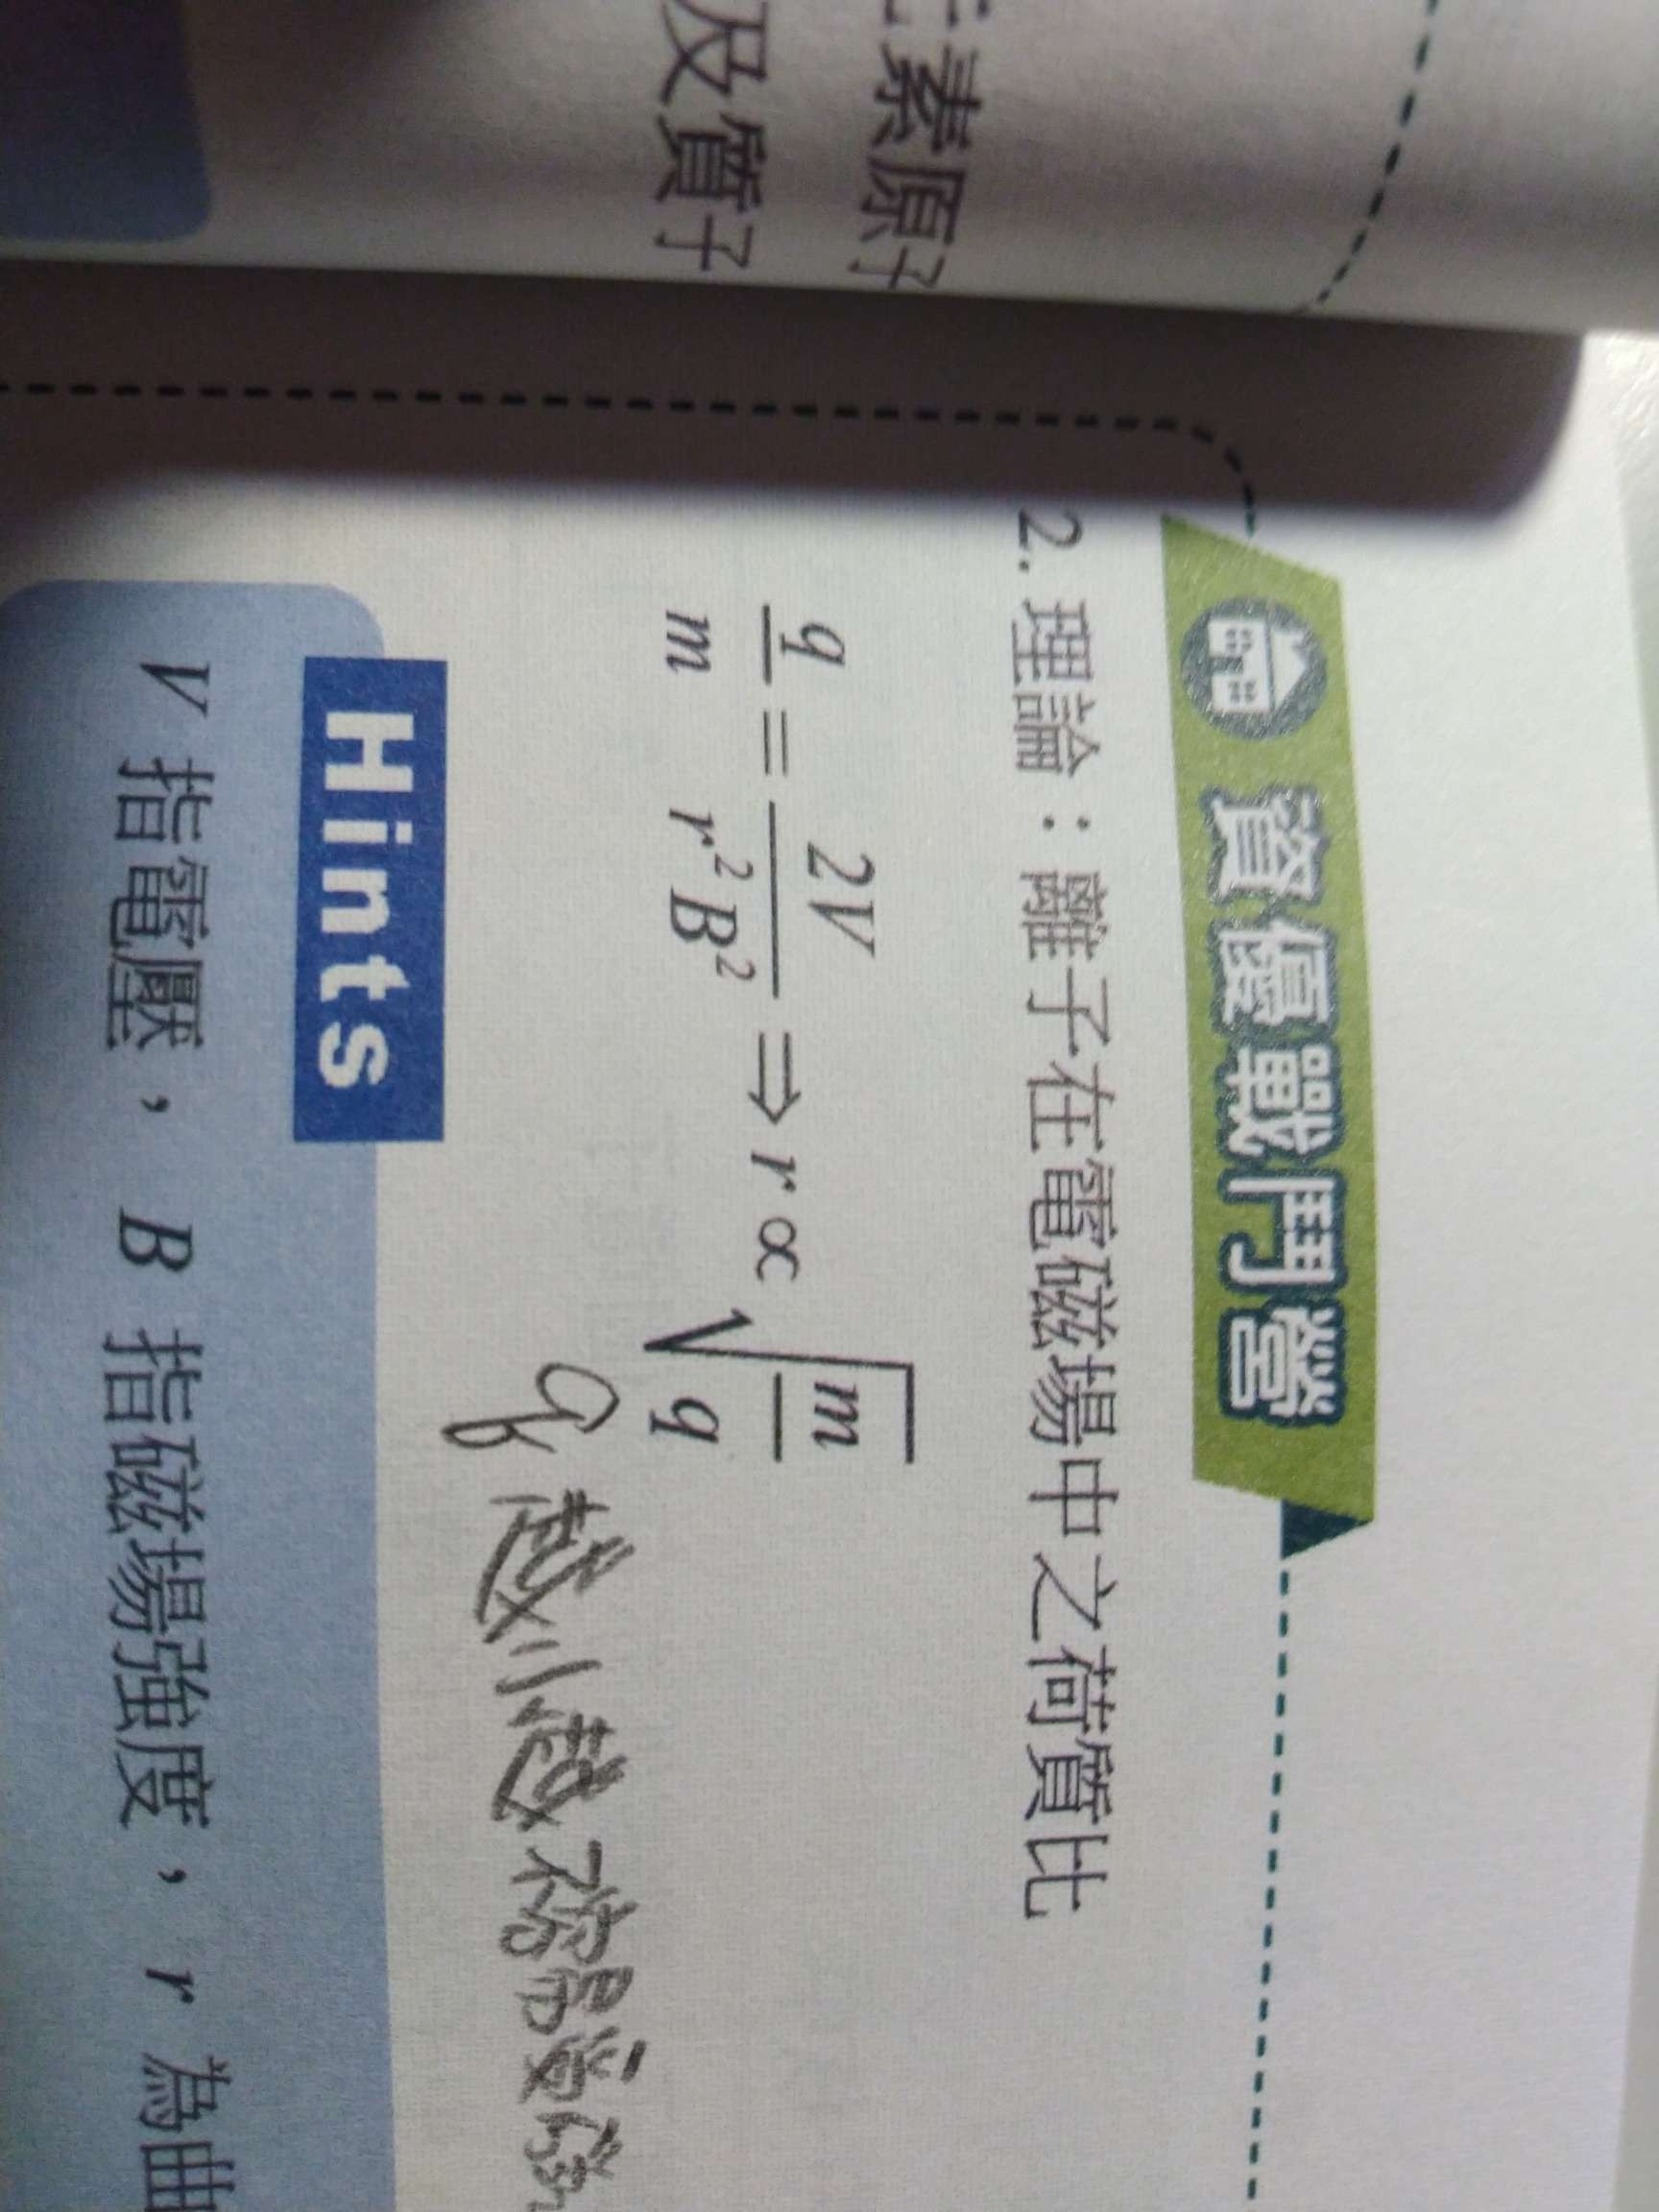 素原子
及質子
資優戰鬥營
2. 理論：離子在電磁場中之荷質比
q/m = 2V/r²B² ⇒ r ∝ √(m/q)
q 越小越不容易
Hints
V 指電壓，B 指磁場強度，r 為曲